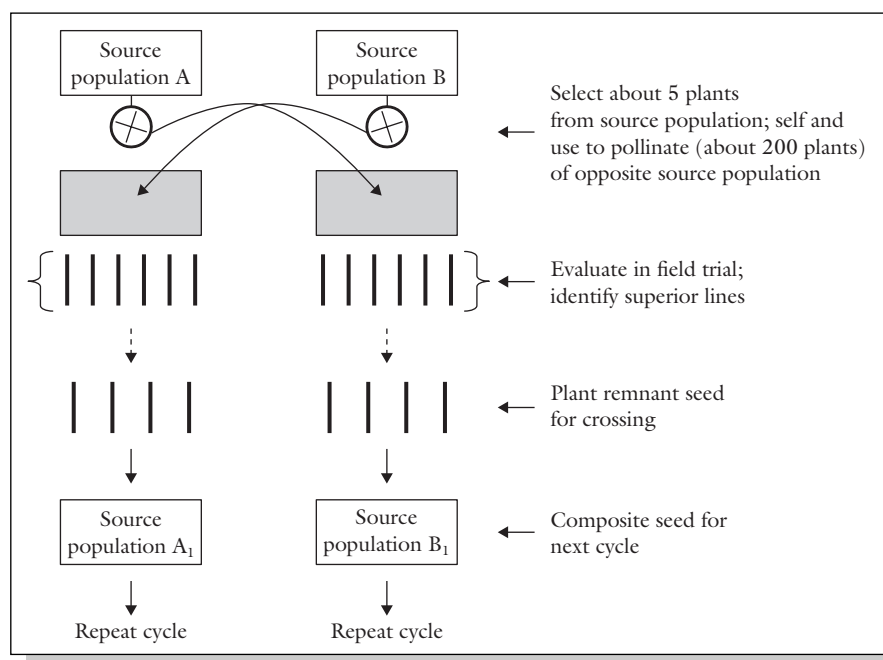 Source
population A
Source
population B
Select about 5 plants
from source population; self and
use to pollinate (about 200 plants)
of opposite source population
Evaluate in field trial;
identify superior lines
Plant remnant seed
for crossing
Source
population A₁
Source
population B₁
Composite seed for
next cycle
Repeat cycle
Repeat cycle